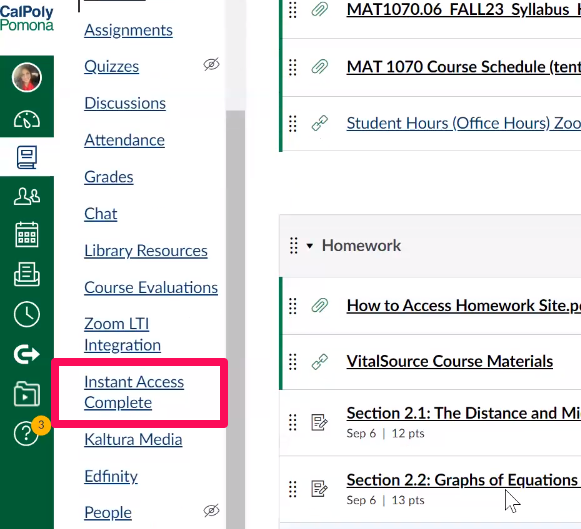 CalPoly
Pomona
3
Assignments
Quizzes
Discussions
Attendance
Grades
Chat
Library Resources
Course Evaluations
Zoom LTI
Integration
Instant Access
Complete
Kaltura Media
Edfinity
People
MAT1070.06_FALL23_Syllabus_
MAT 1070 Course Schedule (tent
Student Hours (Office Hours) Zoo
Homework
How to Access Homework Site.p
VitalSource Course Materials
Section 2.1: The Distance and Mi
Sep 6 | 12 pts
Section 2.2: Graphs of Equations
Sep 6 | 13 pts